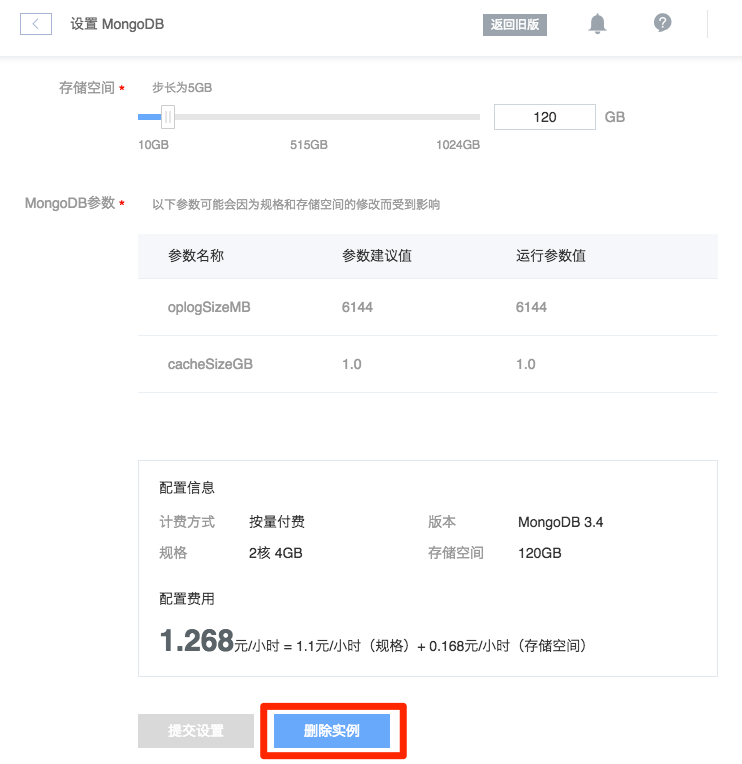 设置 MongoDB
返回旧版
存储空间 * 步长为5GB
120 GB
10GB 515GB 1024GB
MongoDB参数 * 以下参数可能会因为规格和存储空间的修改而受到影响
参数名称 参数建议值 运行参数值
oplogSizeMB 6144 6144
cacheSizeGB 1.0 1.0
配置信息
计费方式 按量付费 版本 MongoDB 3.4
规格 2核 4GB 存储空间 120GB
配置费用
1.268元/小时 = 1.1元/小时（规格）+ 0.168元/小时（存储空间）
提交设置 删除实例